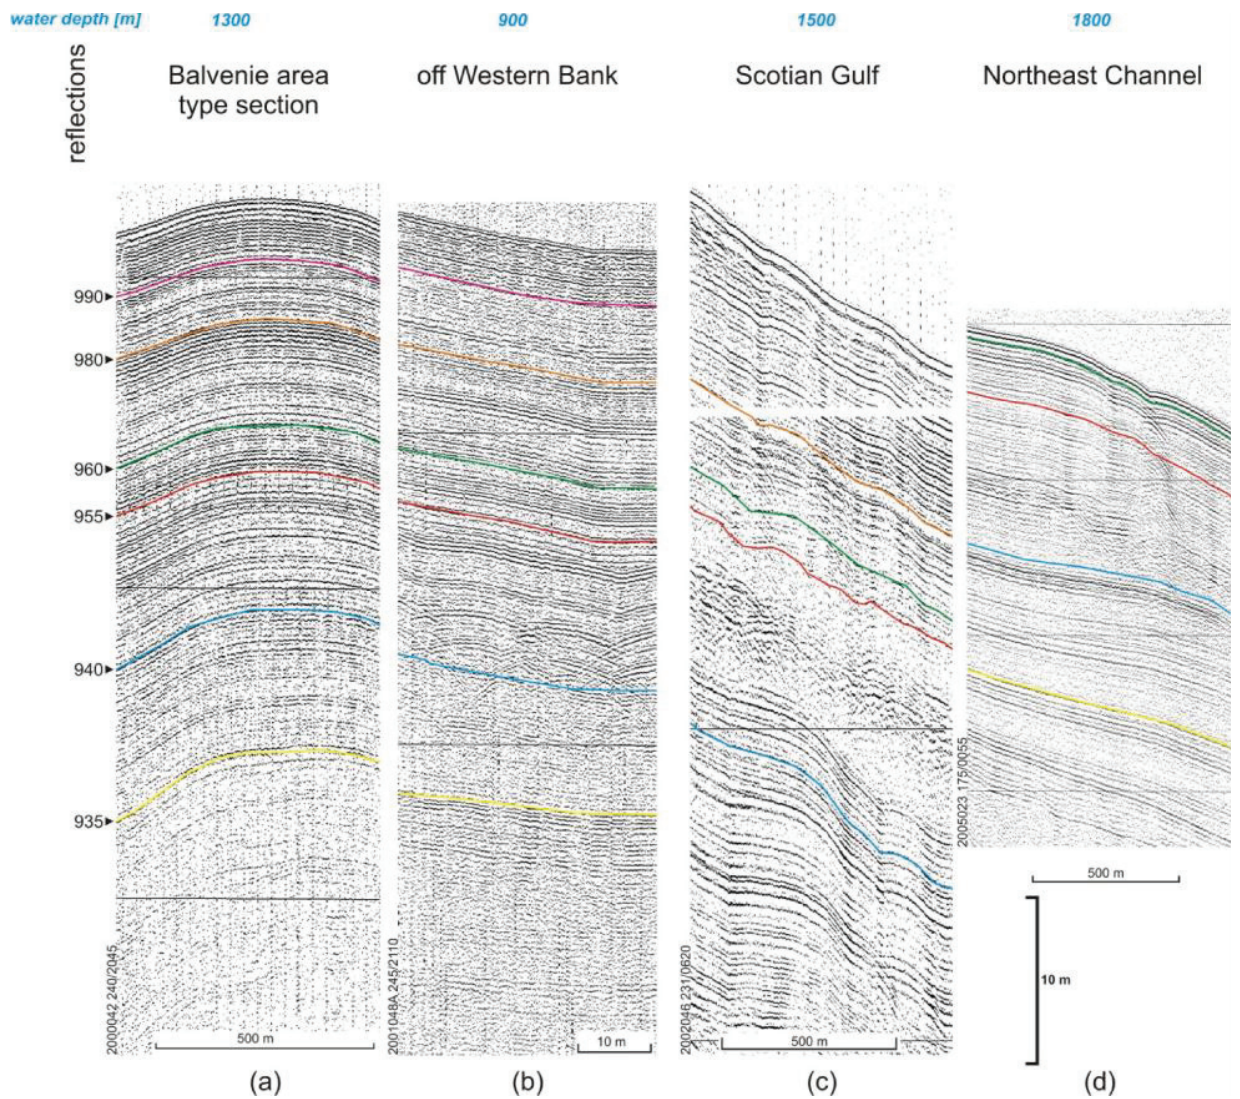 water depth [m] 1300 900 1500 1800
reflections
Balvenie area
type section
off Western Bank
Scotian Gulf
Northeast Channel
990
980
960
955
940
935
2000042 240/2045
500 m
2001048A 245/2110
10 m
2002046 231/0620
500 m
2005023 175/0055
500 m
10 m
(a) (b) (c) (d)